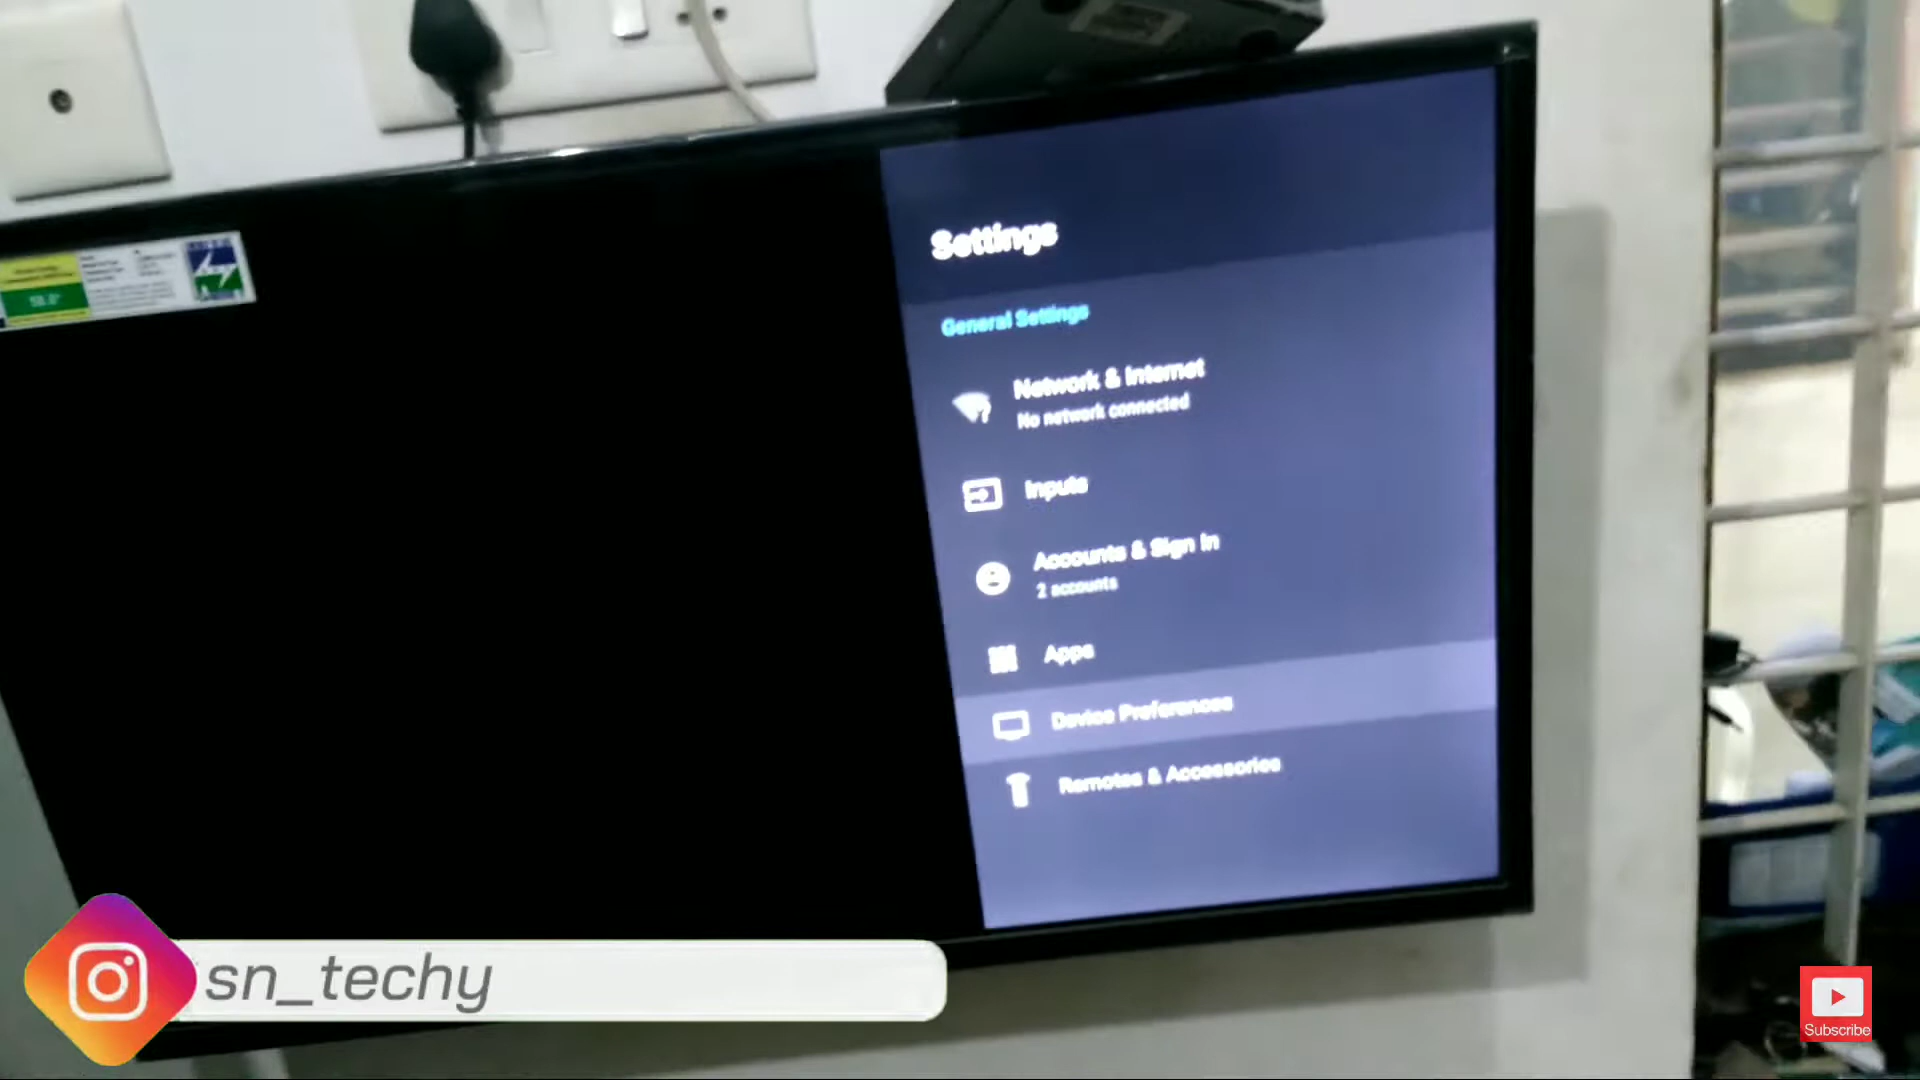 Settings
General Settings
Network & Internet
No network connected
Inputs
Accounts & Sign In
2 accounts
Apps
Device Preferences
Remotes & Accessories
sn_techy
Subscribe